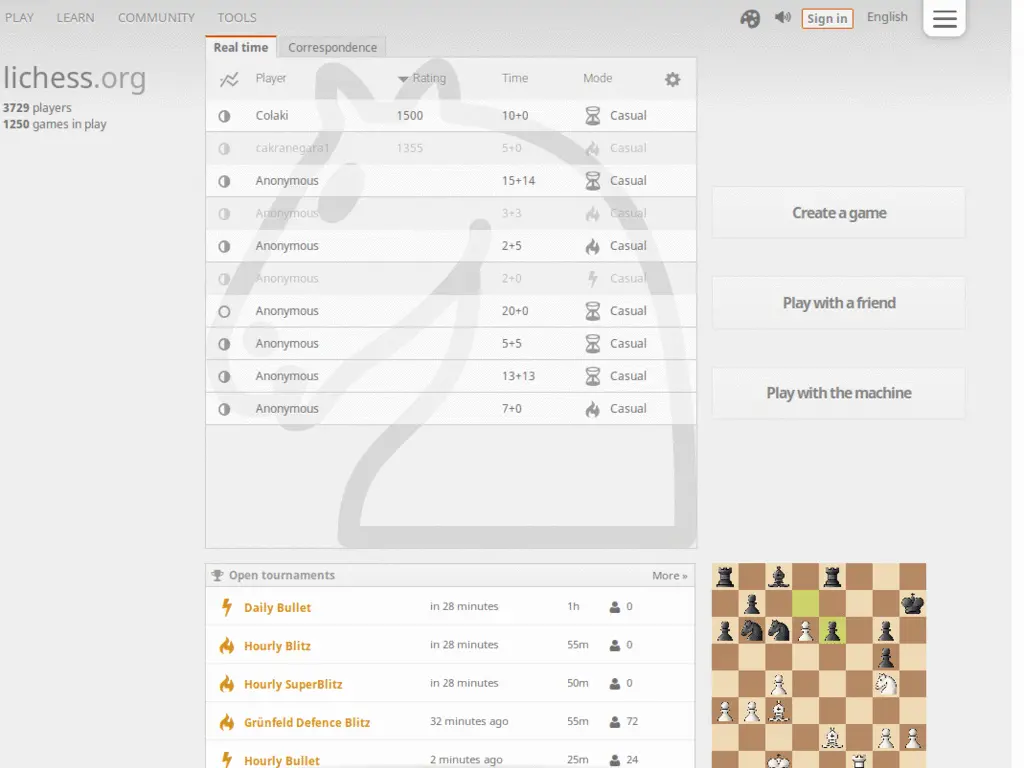 PLAY LEARN COMMUNITY TOOLS Sign in English
Real time Correspondence
lichess.org
3729 players
1250 games in play
Player Rating Time Mode
Colaki 1500 10+0 Casual
cakranegara1 1355 5+0 Casual
Anonymous 15+14 Casual
Anonymous 3+3 Casual
Anonymous 2+5 Casual
Anonymous 2+0 Casual
Anonymous 20+0 Casual
Anonymous 5+5 Casual
Anonymous 13+13 Casual
Anonymous 7+0 Casual
Create a game
Play with a friend
Play with the machine
Open tournaments More »
Daily Bullet in 28 minutes 1h 0
Hourly Blitz in 28 minutes 55m 0
Hourly SuperBlitz in 28 minutes 50m 0
Grünfeld Defence Blitz 32 minutes ago 55m 72
Hourly Bullet 2 minutes ago 25m 24